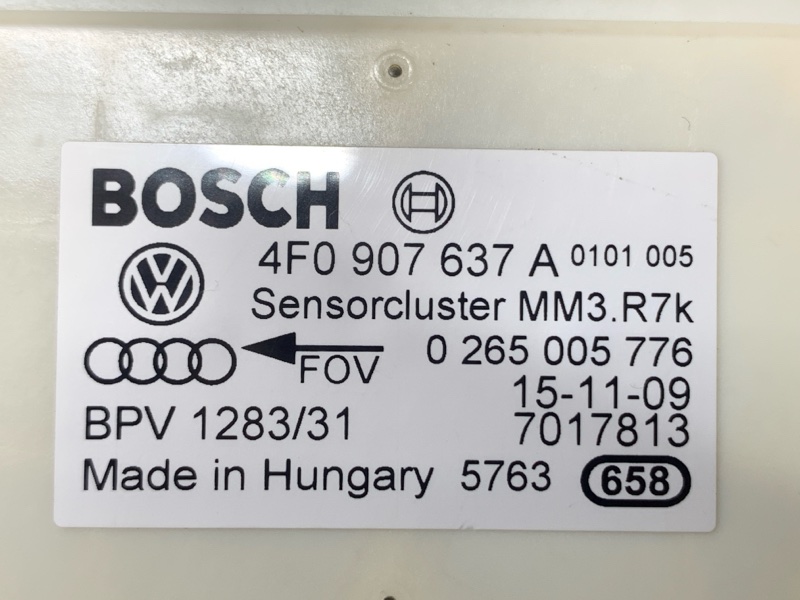 BOSCH
4F0 907 637 A 0101 005
Sensorcluster MM3.R7k
FOV 0 265 005 776
15-11-09
BPV 1283/31 7017813
Made in Hungary 5763 658